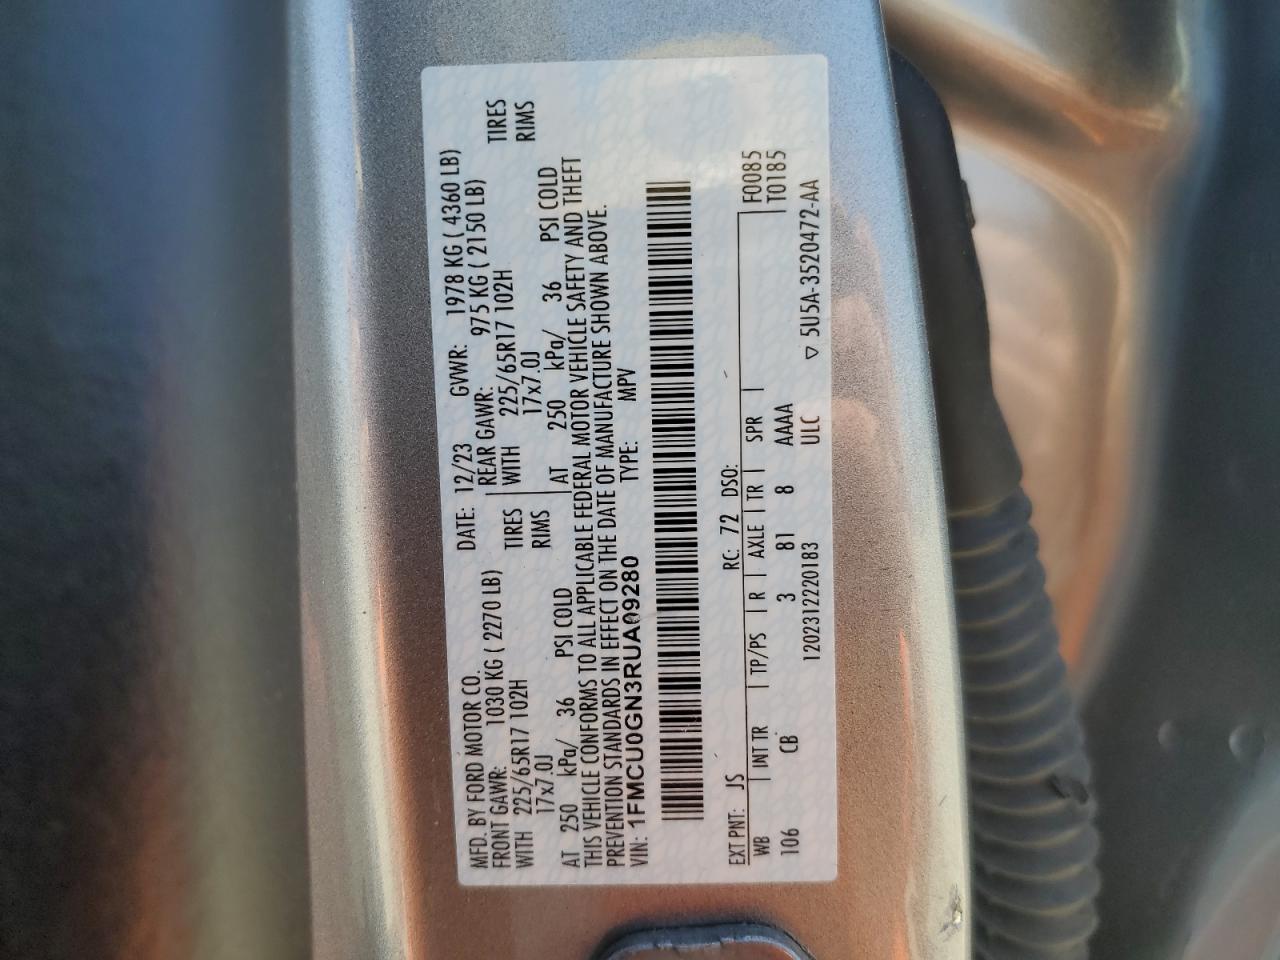 MFD. BY FORD MOTOR CO. DATE: 12/23 GVWR: 1978 KG ( 4360 LB)
FRONT GAWR: 1030 KG ( 2270 LB) REAR GAWR: 975 KG ( 2150 LB)
WITH 225/65R17 102H TIRES WITH 225/65R17 102H TIRES
17x7.0J RIMS 17x7.0J RIMS
AT 250 kPa/ 36 PSI COLD AT 250 kPa/ 36 PSI COLD
THIS VEHICLE CONFORMS TO ALL APPLICABLE FEDERAL MOTOR VEHICLE SAFETY AND THEFT
PREVENTION STANDARDS IN EFFECT ON THE DATE OF MANUFACTURE SHOWN ABOVE.
VIN: 1FMCU0GN3RUA09280 TYPE: MPV
EXT PNT: JS RC: 72 DSO: F0085
WB INT TR TP/PS R AXLE TR SPR T0185
106 CB 3 81 8 AAAA
1202312220183 ULC ▽ 5U5A-3520472-AA